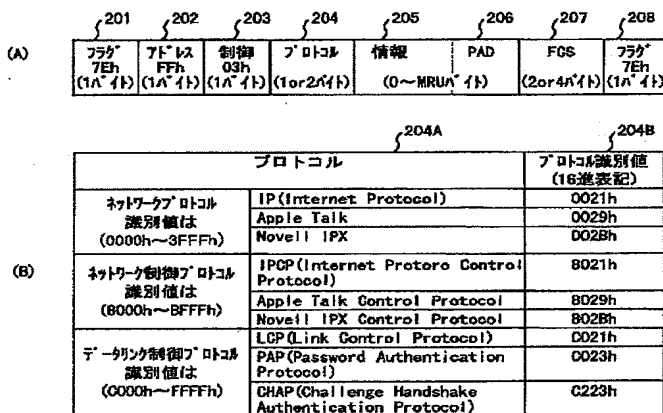 201 202 203 204 205 206 207 208
(A)
フラグ アドレス 制御 プロトコル 情報 PAD FCS フラグ
7Eh FFh 03h 7Eh
(1バイト) (1バイト) (1バイト) (1or2バイト) (0～MRUバイト) (2or4バイト) (1バイト)
204A 204B
プロトコル プロトコル識別値
(16進表記)
(B)
ネットワークプロトコル
識別値は
(0000h～3FFFh)
IP(Internet Protocol) 0021h
Apple Talk 0029h
Novell IPX 002Bh
ネットワーク制御プロトコル
識別値は
(8000h～BFFFh)
IPCP(Internet Protoro Control
Protocol) 8021h
Apple Talk Control Protocol 8029h
Novell IPX Control Protocol 802Bh
データリンク制御プロトコル
識別値は
(C000h～FFFFh)
LCP(Link Control Protocol) C021h
PAP(Password Authentication
Protocol) C023h
CHAP(Challenge Handshake
Authentication Protocol) C223h